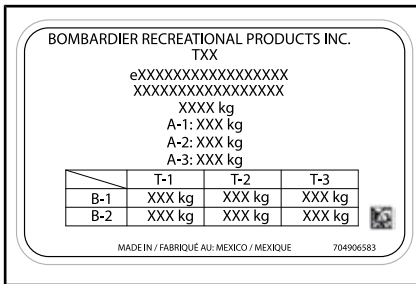 BOMBARDIER RECREATIONAL PRODUCTS INC.
TXX
eXXXXXXXXXXXXXXXXX
XXXXXXXXXXXXXXXXX
XXXX kg
A-1: XXX kg
A-2: XXX kg
A-3: XXX kg
T-1 T-2 T-3
B-1 XXX kg XXX kg XXX kg
B-2 XXX kg XXX kg XXX kg
MADE IN / FABRIQUÉ AU: MEXICO / MEXIQUE 704906583